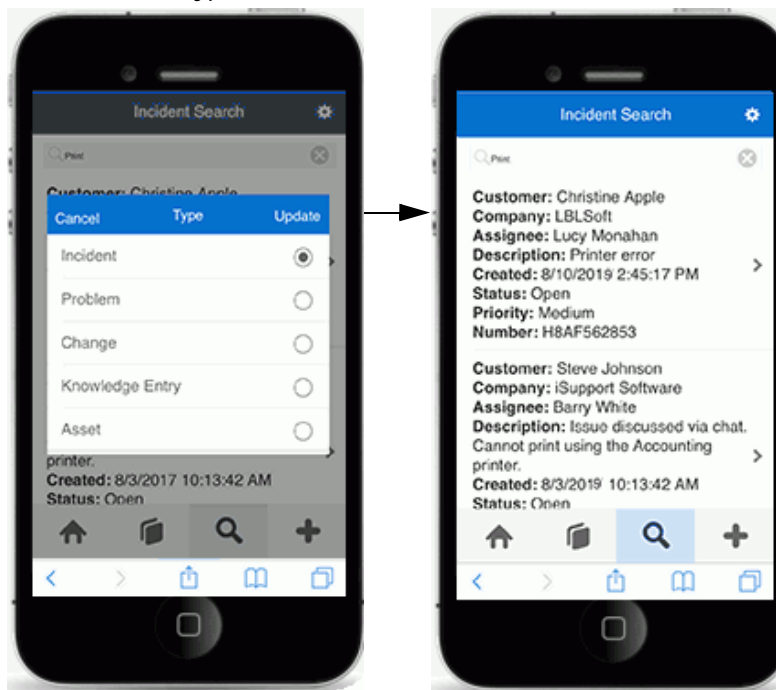 Incident Search
Print
Customer: Christine Apple
Cancel Type Update
Incident
Problem
Change
Knowledge Entry
Asset
printer.
Created: 8/3/2017 10:13:42 AM
Status: Open
Incident Search
Print
Customer: Christine Apple
Company: LBLSoft
Assignee: Lucy Monahan
Description: Printer error
Created: 8/10/2019 2:45:17 PM
Status: Open
Priority: Medium
Number: H8AF562853
Customer: Steve Johnson
Company: iSupport Software
Assignee: Barry White
Description: Issue discussed via chat.
Cannot print using the Accounting
printer.
Created: 8/3/2019 10:13:42 AM
Status: Open